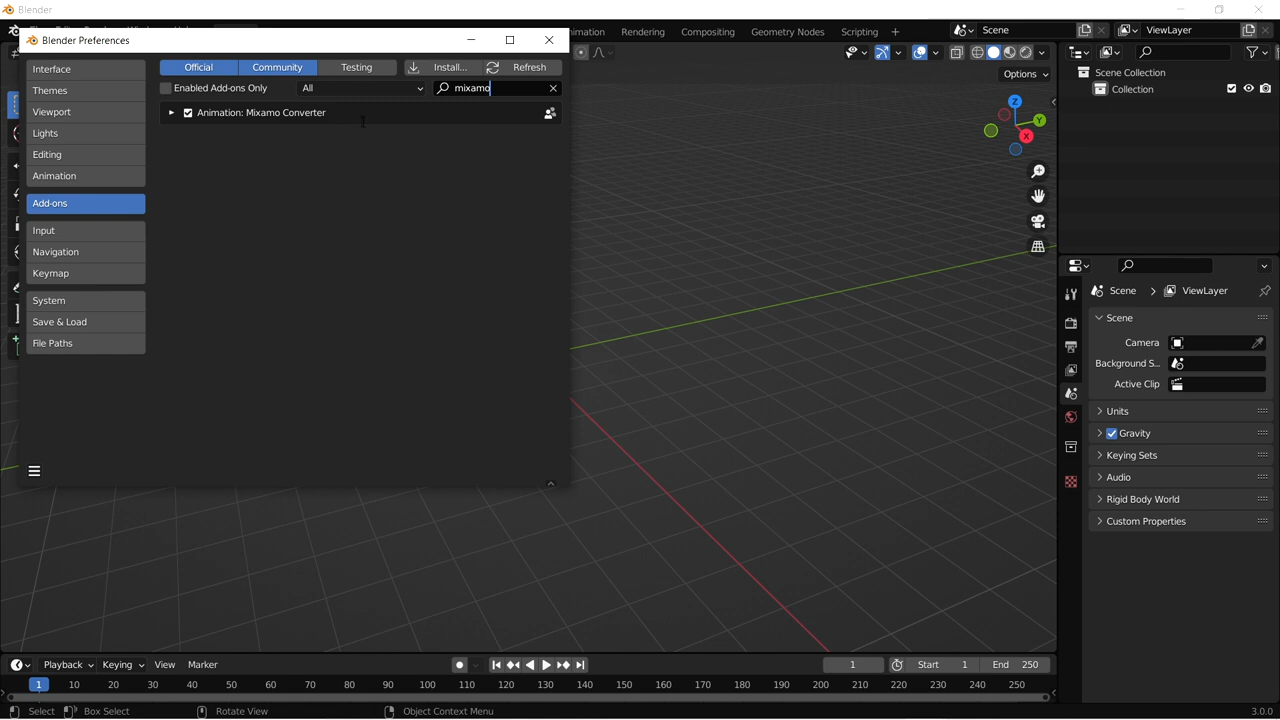 Blender
Blender Preferences
Animation Rendering Compositing Geometry Nodes Scripting + Scene ViewLayer
Interface
Themes
Viewport
Lights
Editing
Animation
Add-ons
Input
Navigation
Keymap
System
Save & Load
File Paths
Official Community Testing Install... Refresh
Enabled Add-ons Only All mixamo
Animation: Mixamo Converter
Options
Z
Y
X
Scene Collection
Collection
Scene ViewLayer
Scene
Camera
Background S...
Active Clip
Units
Gravity
Keying Sets
Audio
Rigid Body World
Custom Properties
Playback Keying View Marker 1 Start 1 End 250
1 10 20 30 40 50 60 70 80 90 100 110 120 130 140 150 160 170 180 190 200 210 220 230 240 250
Select Box Select Rotate View Object Context Menu 3.0.0